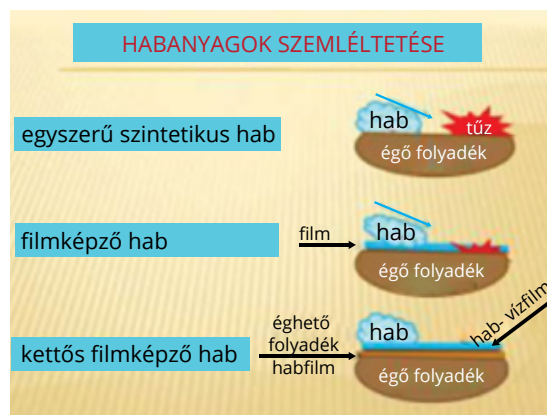 HABANYAGOK SZEMLÉLTETÉSE
egyszerű szintetikus hab
hab
tűz
égő folyadék
filmképző hab
film
hab
égő folyadék
kettős filmképző hab
éghető
folyadék
habfilm
hab
hab- vízfilm
égő folyadék